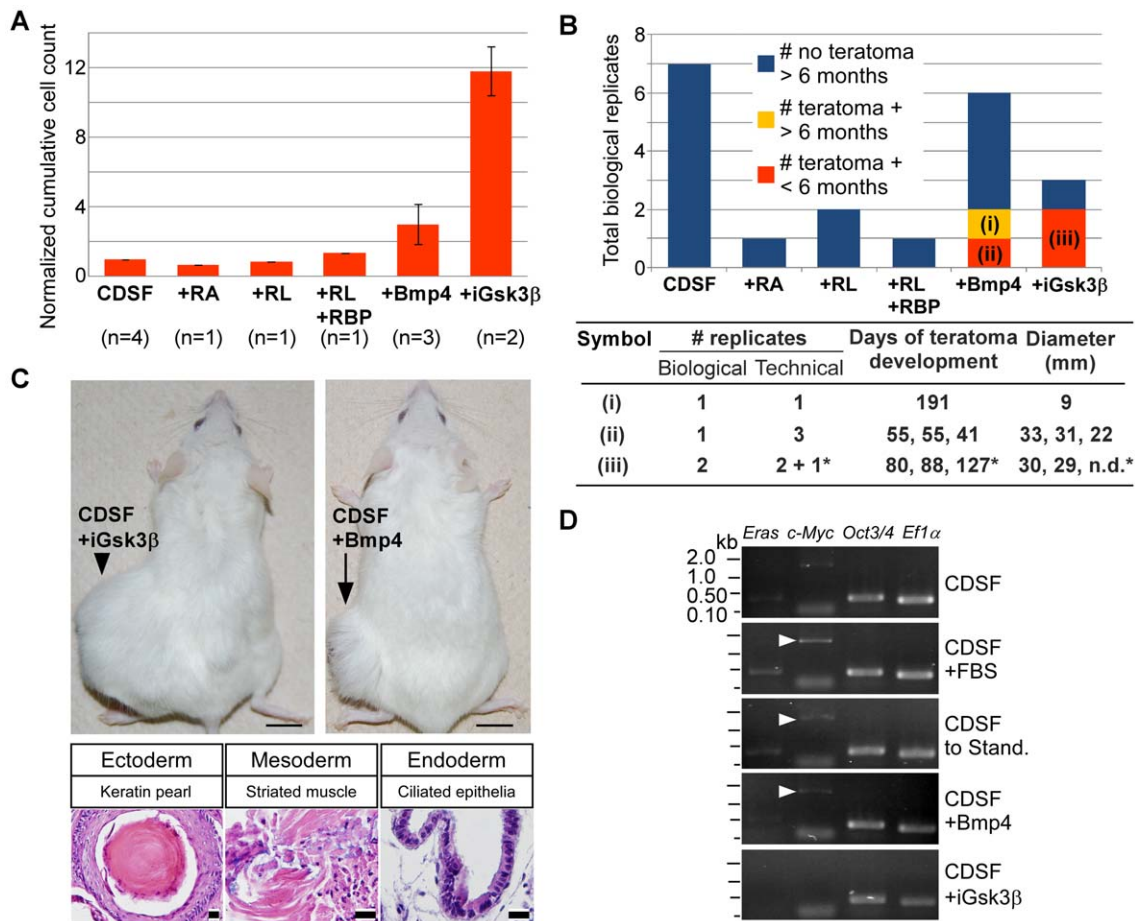 A
Normalized cumulative cell count
12
8
4
0
CDSF +RA +RL +RL +Bmp4 +iGsk3β
+RBP
(n=4) (n=1) (n=1) (n=1) (n=3) (n=2)
B
Total biological replicates
8
6
4
2
0
# no teratoma
> 6 months
# teratoma +
> 6 months
# teratoma +
< 6 months
(i)
(ii)
(iii)
CDSF +RA +RL +RL +Bmp4 +iGsk3β
+RBP
Symbol # replicates Days of teratoma Diameter
Biological Technical development (mm)
(i) 1 1 191 9
(ii) 1 3 55, 55, 41 33, 31, 22
(iii) 2 2 + 1* 80, 88, 127* 30, 29, n.d.*
C
CDSF
+iGsk3β
CDSF
+Bmp4
Ectoderm Mesoderm Endoderm
Keratin pearl Striated muscle Ciliated epithelia
D
kb Eras c-Myc Oct3/4 Ef1α
2.0
1.0
0.50
0.10
CDSF
CDSF
+FBS
CDSF
to Stand.
CDSF
+Bmp4
CDSF
+iGsk3β